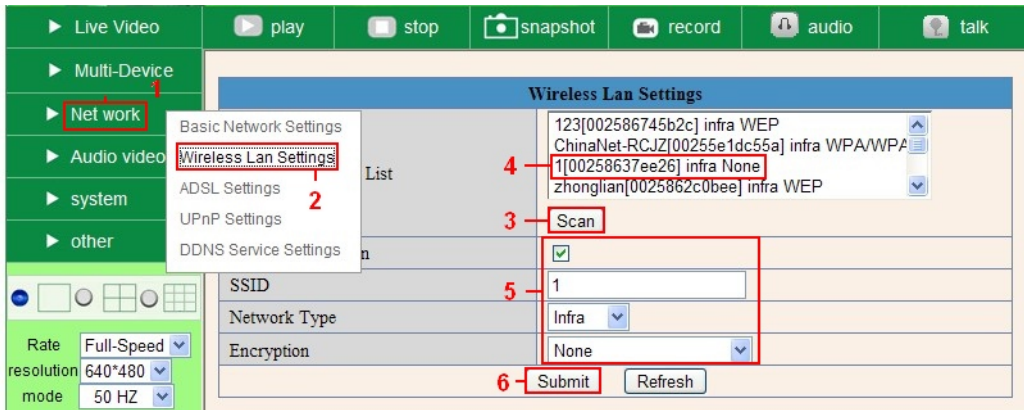 Live Video
play
stop
snapshot
record
audio
talk
Multi-Device
1
Net work
Audio video
system
other
Basic Network Settings
Wireless Lan Settings
2
ADSL Settings
UPnP Settings
DDNS Service Settings
Wireless Lan Settings
List
123[002586745b2c] infra WEP
ChinaNet-RCJZ[00255e1dc55a] infra WPA/WPA
4
1[00258637ee26] infra None
zhonglian[0025862c0bee] infra WEP
3
Scan
n
5
SSID
1
Network Type
Infra
Encryption
None
6
Submit
Refresh
Rate
Full-Speed
resolution
640*480
mode
50 HZ